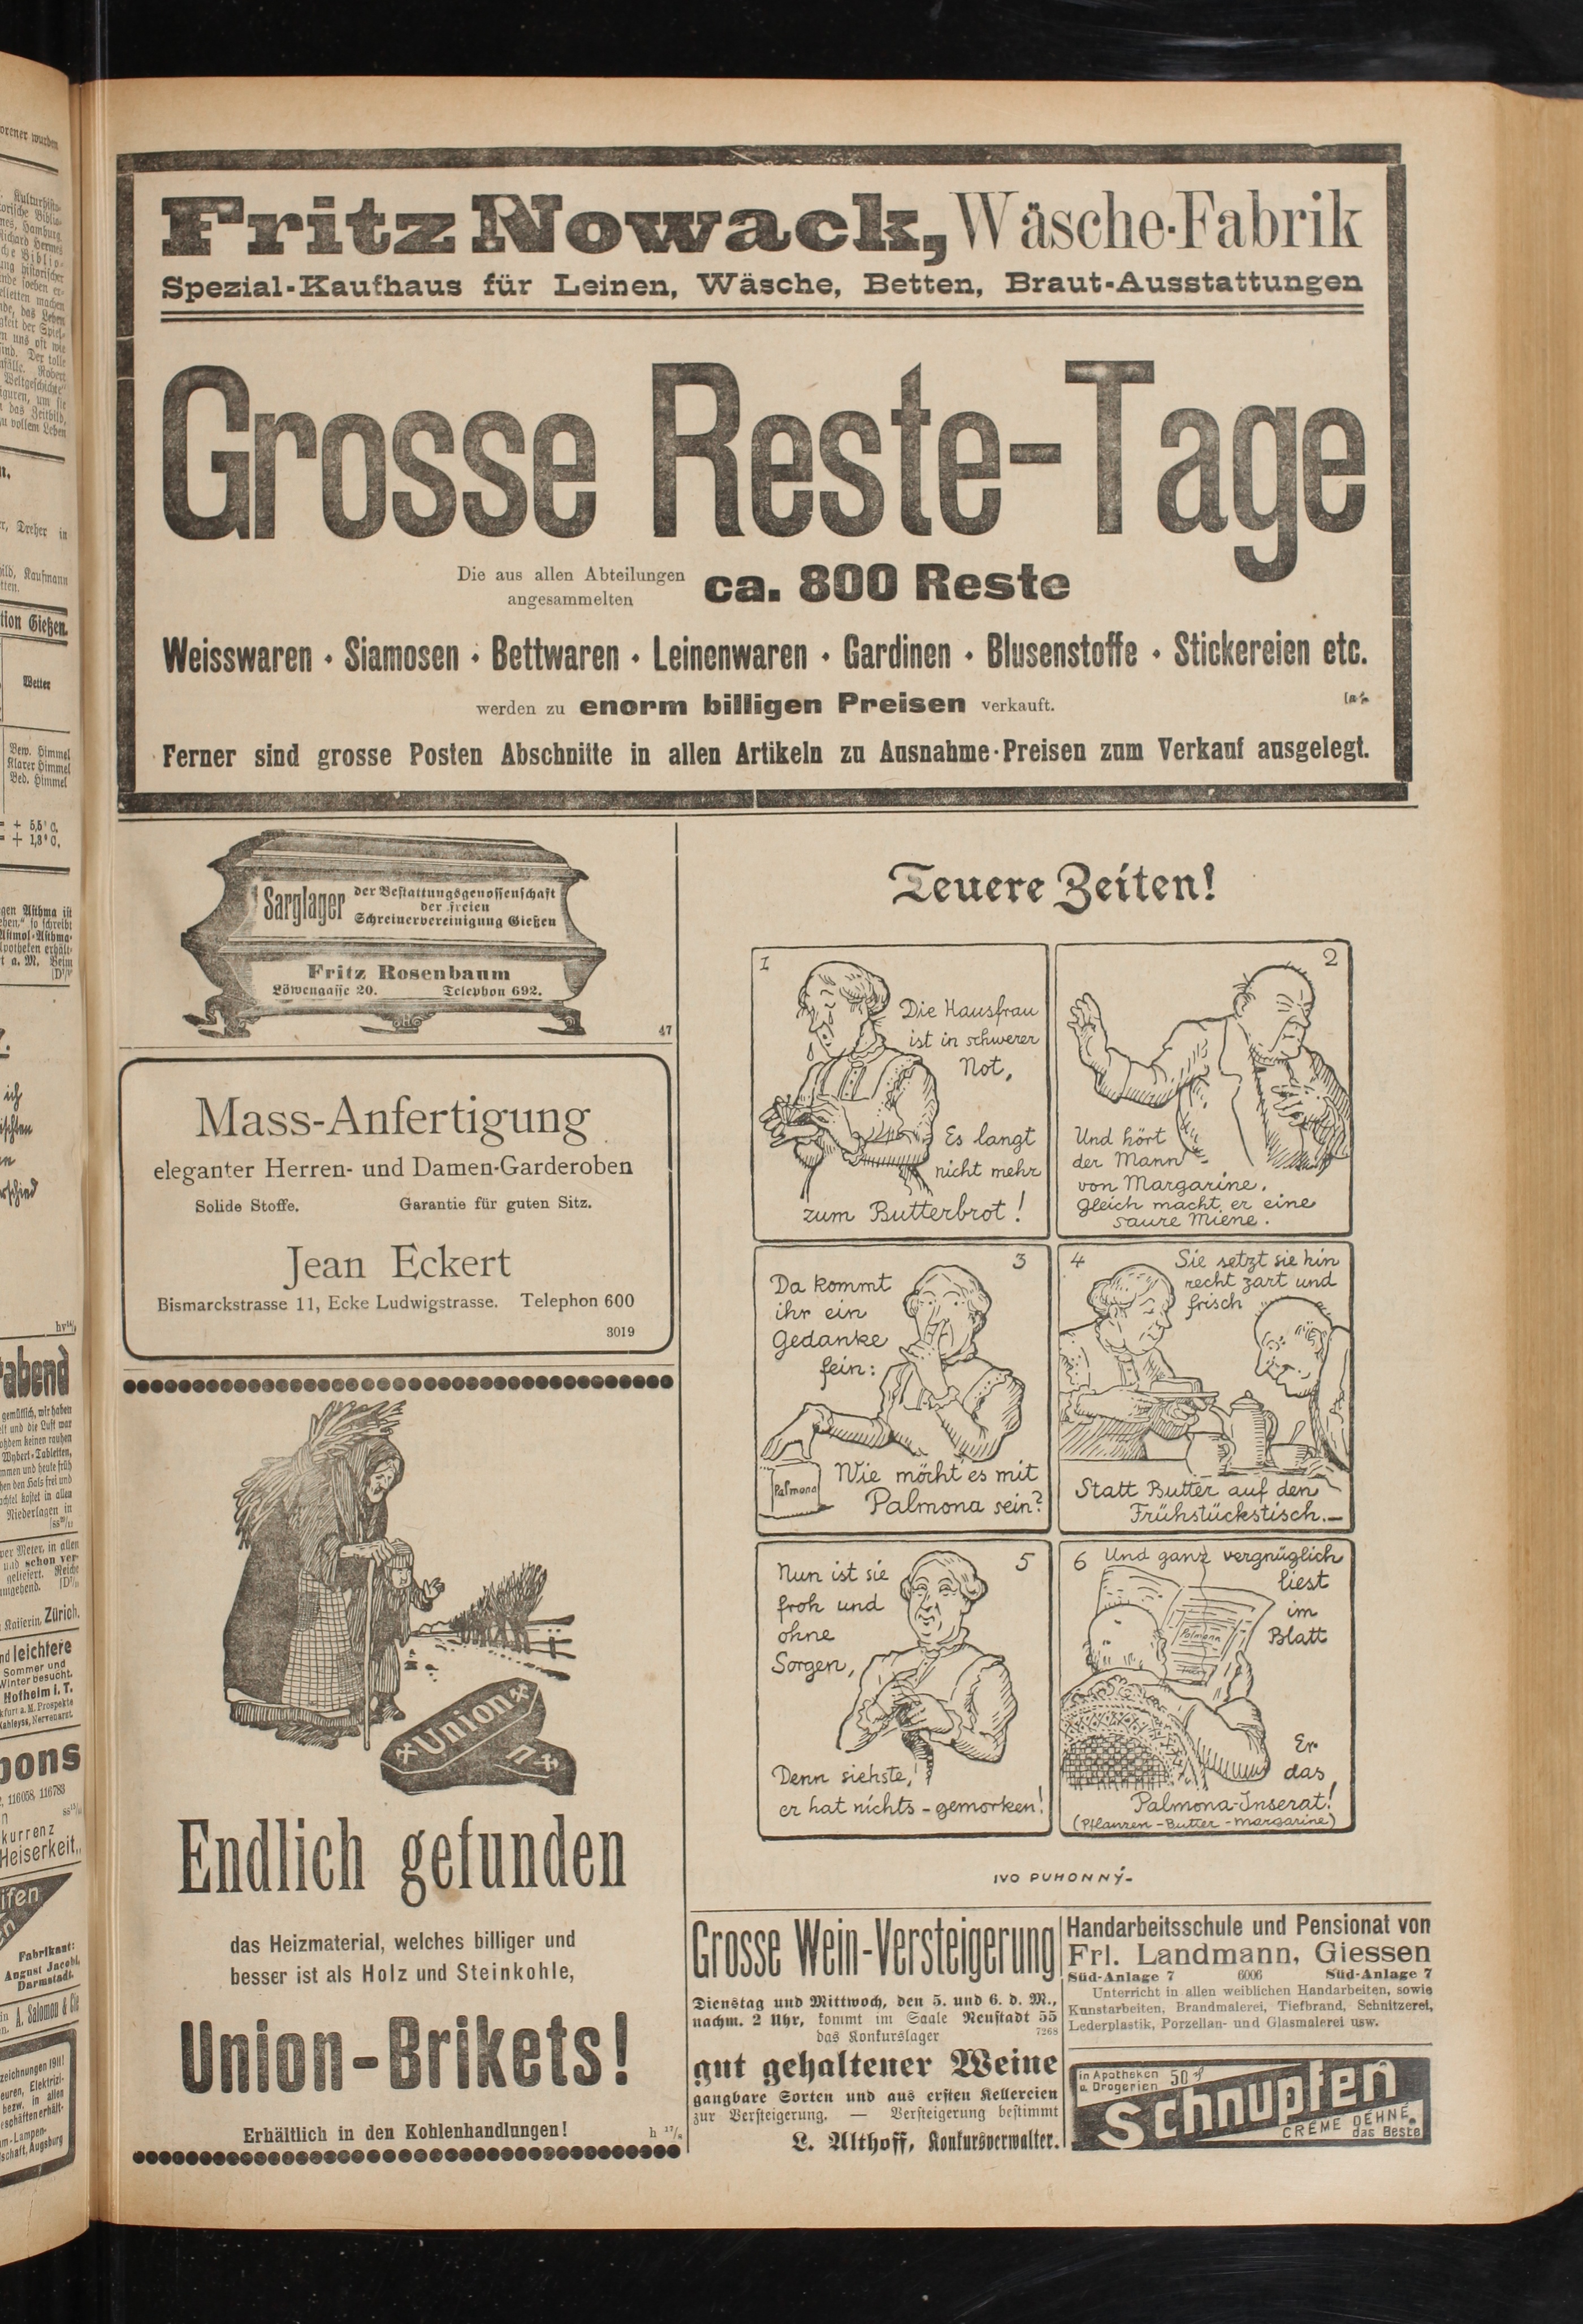 Fritz Nowack, Wäsche-Fabrik
Spezial-Kaufhaus für Leinen, Wäsche, Betten, Braut-Ausstattungen
Grosse Reste-Tage
Die aus allen Abteilungen
angesammelten
ca. 800 Reste
Weisswaren · Siamosen · Bettwaren · Leinenwaren · Gardinen · Blusenstoffe · Stickereien etc.
werden zu enorm billigen Preisen verkauft.
Ferner sind grosse Posten Abschnitte in allen Artikeln zu Ausnahme-Preisen zum Verkauf ausgelegt.
Sarglager
der Bestattungsgenossenschaft
der freien
Schreinervereinigung Gießen
Fritz Rosenbaum
Löwengasse 20. Telephon 692.
47
Mass-Anfertigung
eleganter Herren- und Damen-Garderoben
Solide Stoffe. Garantie für guten Sitz.
Jean Eckert
Bismarckstrasse 11, Ecke Ludwigstrasse. Telephon 600
3019
Union
Endlich gefunden
das Heizmaterial, welches billiger und
besser ist als Holz und Steinkohle,
Union-Brikets!
Erhältlich in den Kohlenhandlungen!
Teuere Zeiten!
1
Die Hausfrau
ist in schwerer
Not,
Es langt
nicht mehr
zum Butterbrot!
2
Und hört
der Mann
von Margarine,
gleich macht er eine
saure Miene.
3
Da kommt
ihr ein
Gedanke
fein:
Palmona
Wie möcht es mit
Palmona sein?
4
Sie setzt sie hin
recht zart und
frisch
Statt Butter auf den
Frühstückstisch.—
5
Nun ist sie
froh und
ohne
Sorgen,
Denn siehste,
er hat nichts - gemorken!
6
Und ganz vergnüglich
liest
im
Blatt
Palmona
Er
das
Palmona-Inserat!
(Pflanzen-Butter-Margarine)
IVO PUHONNÝ-
Grosse Wein-Versteigerung
Dienstag und Mittwoch, den 5. und 6. d. M.,
nachm. 2 Uhr, kommt im Saale Neustadt 55
das Konkurslager 7268
gut gehaltener Weine
gangbare Sorten und aus ersten Kellereien
zur Versteigerung. — Versteigerung bestimmt
L. Althoff, Konkursverwalter.
Handarbeitsschule und Pensionat von
Frl. Landmann, Giessen
Süd-Anlage 7 6006 Süd-Anlage 7
Unterricht in allen weiblichen Handarbeiten, sowie
Kunstarbeiten, Brandmalerei, Tiefbrand, Schnitzerei,
Lederplastik, Porzellan- und Glasmalerei usw.
in Apotheken
u. Drogerien
50
Schnupfen
CRÈME DEHNE
das Beste